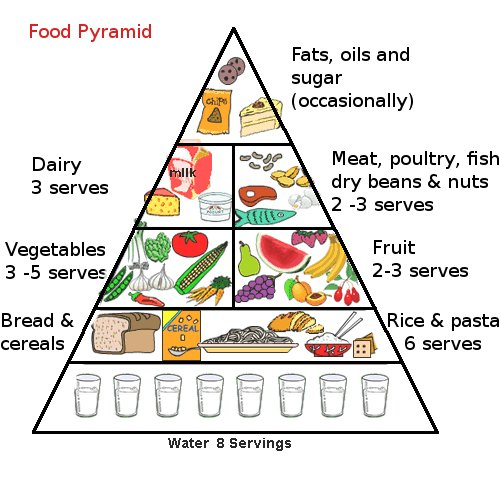 Food Pyramid
Fats, oils and
sugar
(occasionally)
chips
Dairy
3 serves
milk
Meat, poultry, fish
dry beans & nuts
2 -3 serves
Vegetables
3 -5 serves
Fruit
2-3 serves
Bread &
cereals
CEREAL
Rice & pasta
6 serves
Water 8 Servings